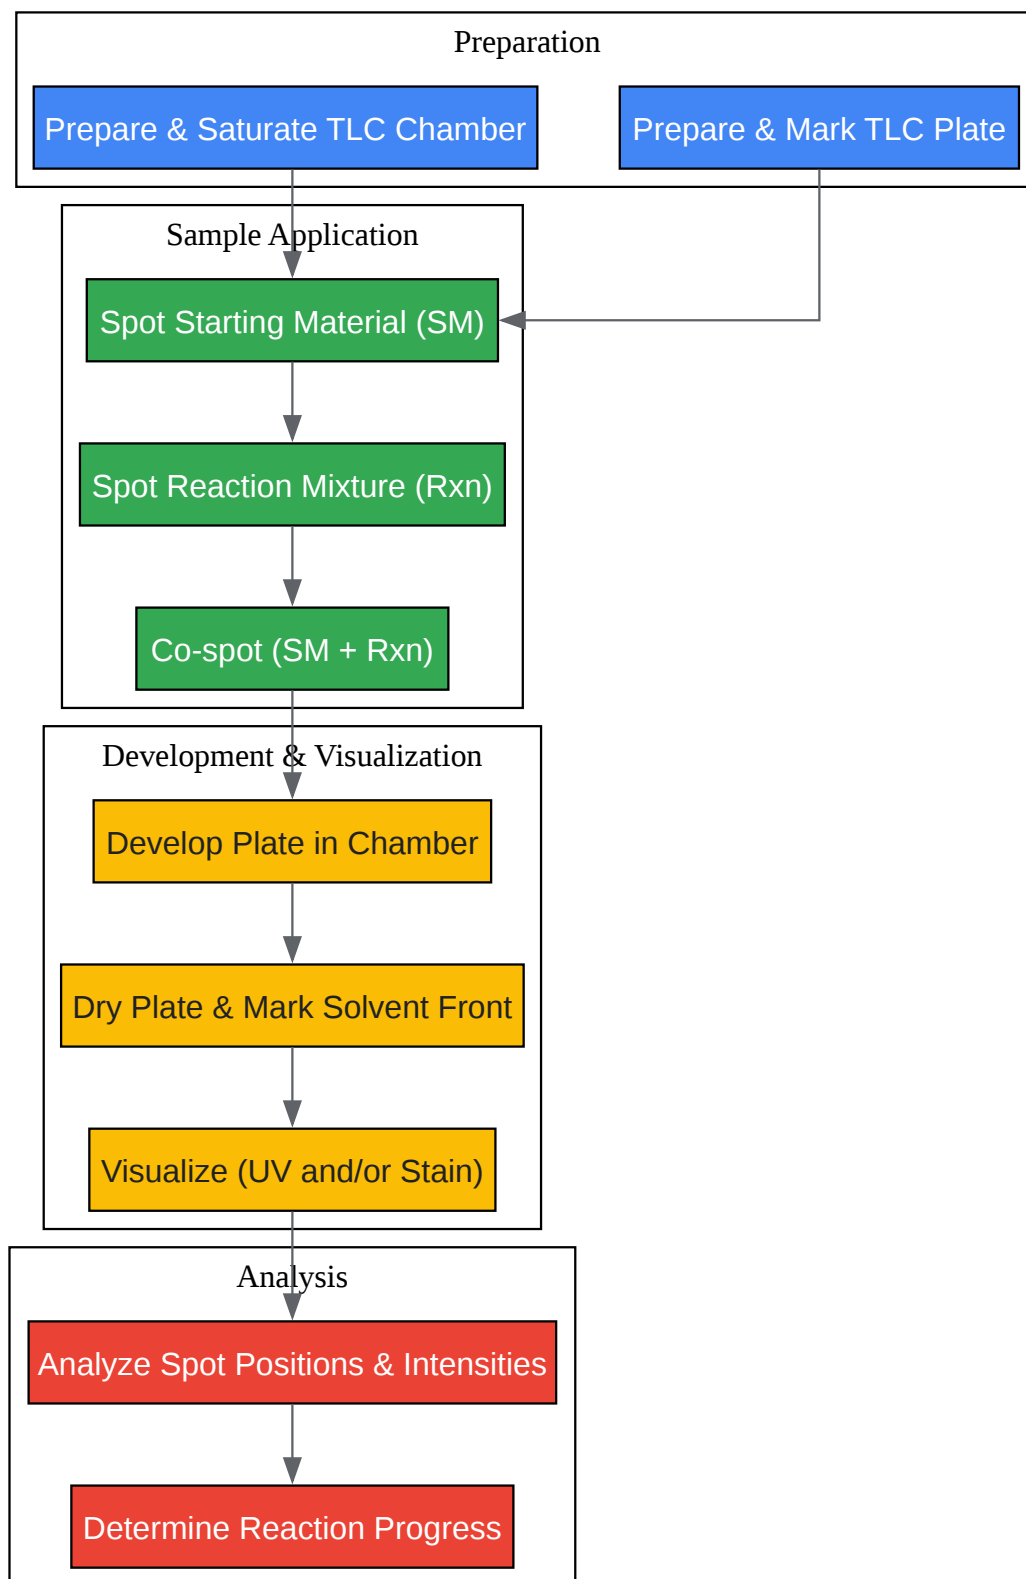 Preparation
Prepare & Saturate TLC Chamber
Prepare & Mark TLC Plate
Sample Application
Spot Starting Material (SM)
Spot Reaction Mixture (Rxn)
Co-spot (SM + Rxn)
Development & Visualization
Develop Plate in Chamber
Dry Plate & Mark Solvent Front
Visualize (UV and/or Stain)
Analysis
Analyze Spot Positions & Intensities
Determine Reaction Progress